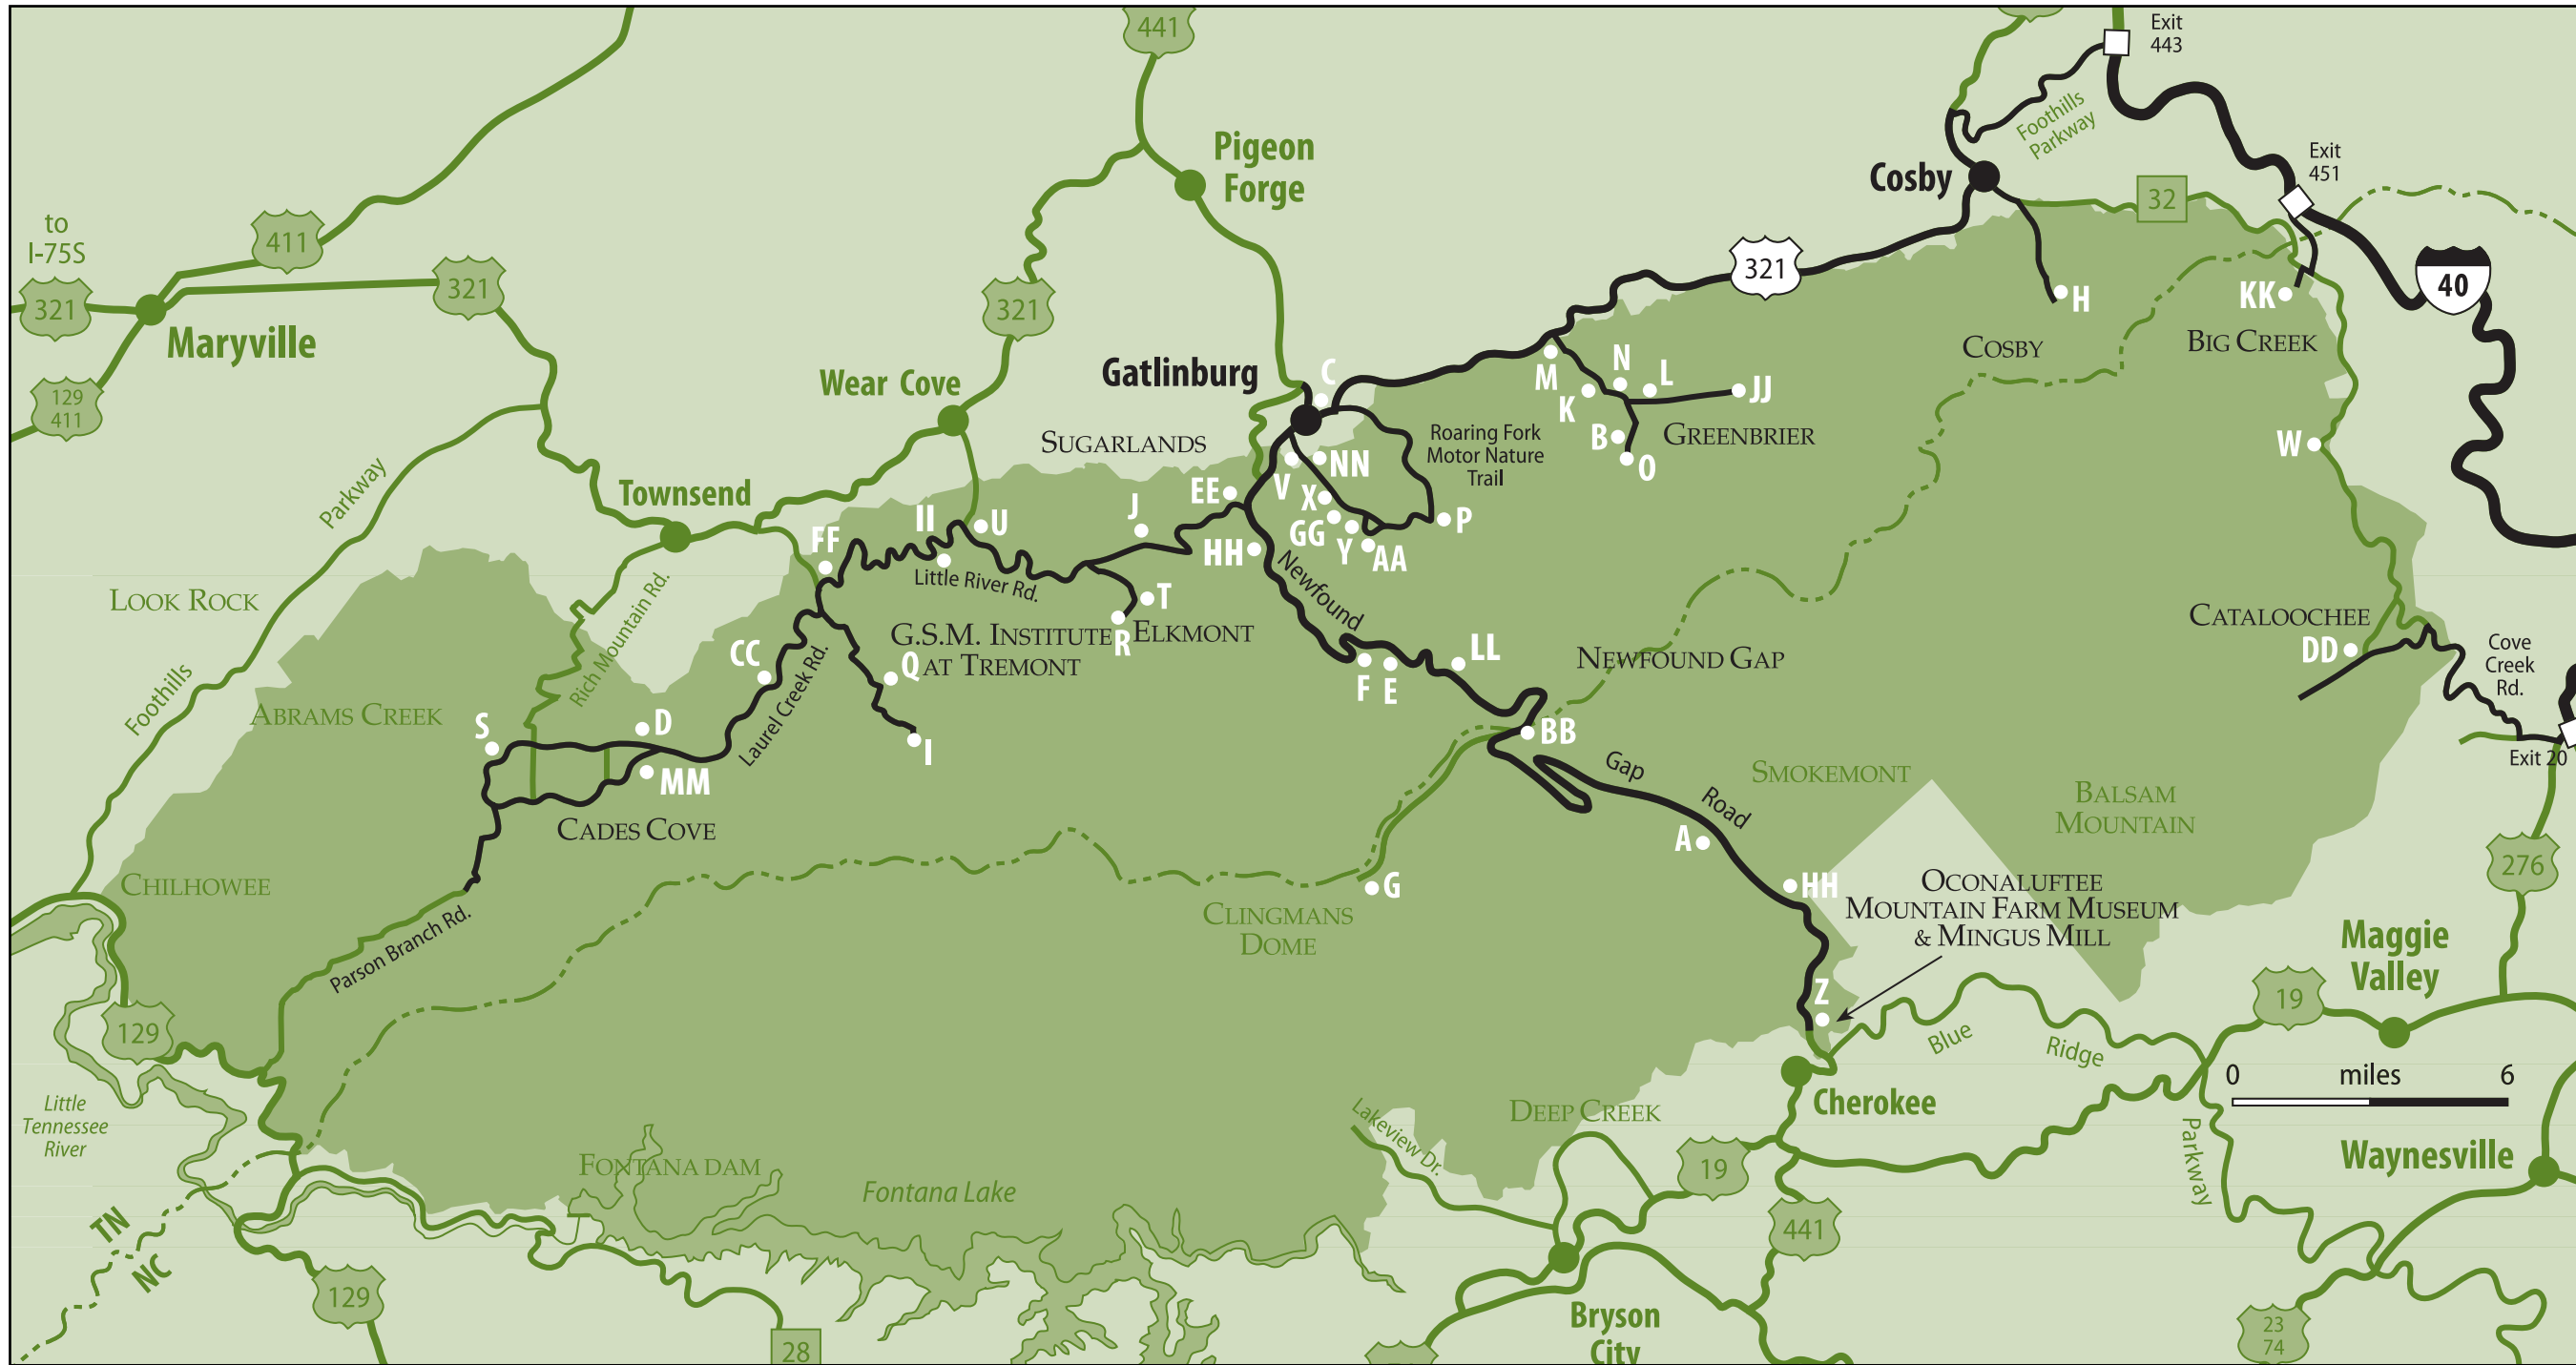 441
Exit
443
Foothills
Parkway
Pigeon
Forge
Exit
451
Cosby
32
to
I-75S
411
321
321
321
321
40
H
KK
Maryville
COSBY
BIG CREEK
129
411
Wear Cove
Gatlinburg
C
M
N
L
JJ
K
B
O
GREENBRIER
Roaring Fork
Motor Nature
Trail
SUGARLANDS
W
Parkway
Townsend
EE
V
NN
X
J
II
U
FF
GG
Y
AA
P
HH
Little River Rd.
Newfound
LOOK ROCK
Rich Mountain Rd.
T
R
G.S.M. INSTITUTE
AT TREMONT
ELKMONT
CATALOOCHEE
DD
Cove
Creek
Rd.
CC
Q
F
E
LL
NEWFOUND GAP
Foothills
ABRAMS CREEK
Laurel Creek Rd.
S
D
I
BB
MM
Gap
Road
SMOKEMONT
Exit 20
BALSAM
MOUNTAIN
CADES COVE
A
CHILHOWEE
G
HH
276
CLINGMANS
DOME
OCONALUFTEE
MOUNTAIN FARM MUSEUM
& MINGUS MILL
Parson Branch Rd.
Maggie
Valley
Z
19
129
Blue
Ridge
0 miles 6
Little
Tennessee
River
Cherokee
DEEP CREEK
Lakeview Dr.
Parkway
19
Waynesville
FONTANA DAM
Fontana Lake
TN
NC
441
129
28
Bryson
City
23
74